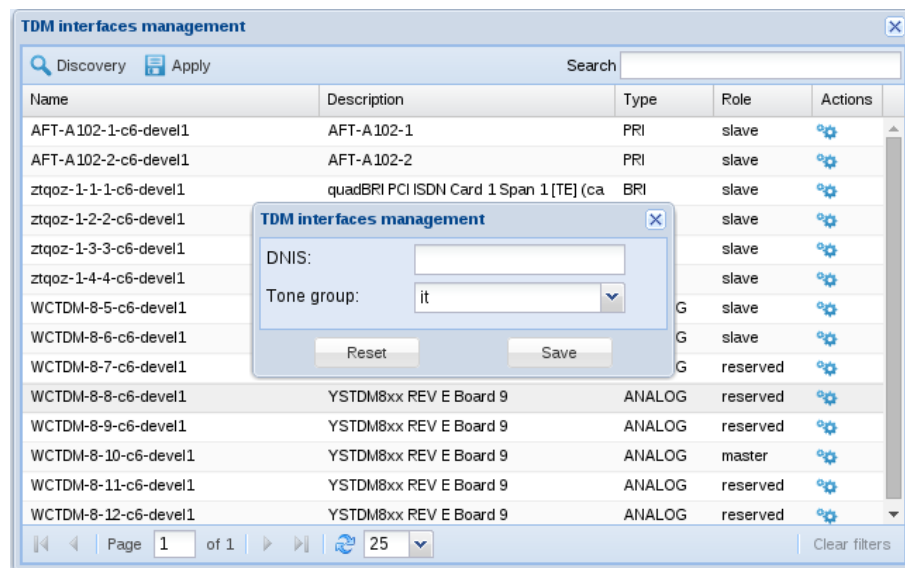 TDM interfaces management
Discovery Apply Search
Name Description Type Role Actions
AFT-A102-1-c6-devel1 AFT-A102-1 PRI slave
AFT-A102-2-c6-devel1 AFT-A102-2 PRI slave
ztqoz-1-1-1-c6-devel1 quadBRI PCI ISDN Card 1 Span 1 [TE] (ca BRI slave
ztqoz-1-2-2-c6-devel1 slave
ztqoz-1-3-3-c6-devel1 slave
ztqoz-1-4-4-c6-devel1 slave
WCTDM-8-5-c6-devel1 G slave
WCTDM-8-6-c6-devel1 G slave
WCTDM-8-7-c6-devel1 G reserved
TDM interfaces management
DNIS:
Tone group: it
Reset Save
WCTDM-8-8-c6-devel1 YSTDM8xx REV E Board 9 ANALOG reserved
WCTDM-8-9-c6-devel1 YSTDM8xx REV E Board 9 ANALOG reserved
WCTDM-8-10-c6-devel1 YSTDM8xx REV E Board 9 ANALOG master
WCTDM-8-11-c6-devel1 YSTDM8xx REV E Board 9 ANALOG reserved
WCTDM-8-12-c6-devel1 YSTDM8xx REV E Board 9 ANALOG reserved
Page 1 of 1 25 Clear filters